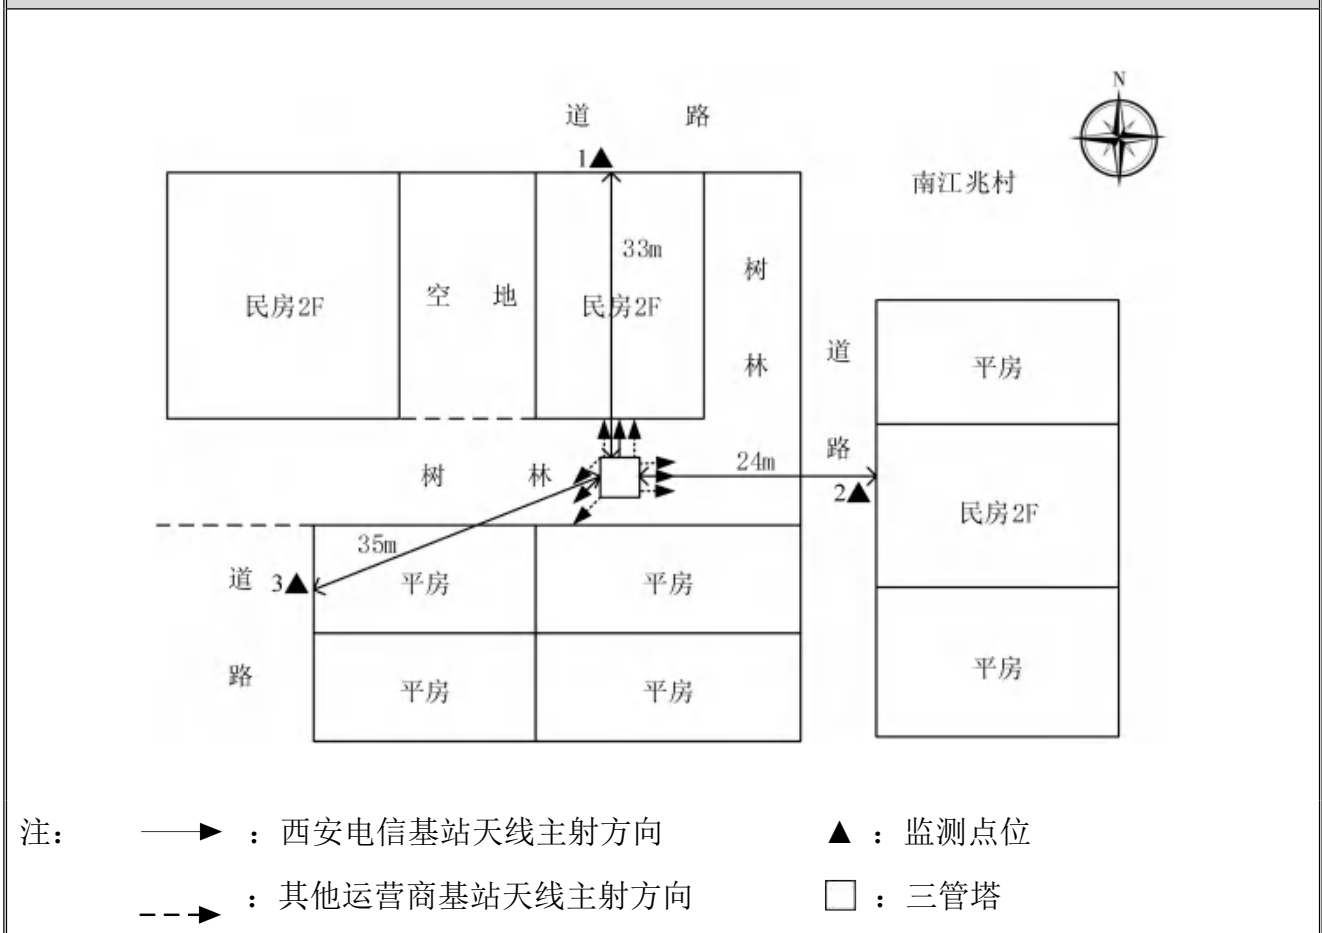 N
道 路
1▲
南江兆村
33m
树林
民房2F
空 地
民房2F
道路
平房
24m
树 林
2▲
民房2F
35m
道路
3▲
平房
平房
平房
平房
平房
注： ：西安电信基站天线主射方向 ▲：监测点位
：其他运营商基站天线主射方向 □：三管塔